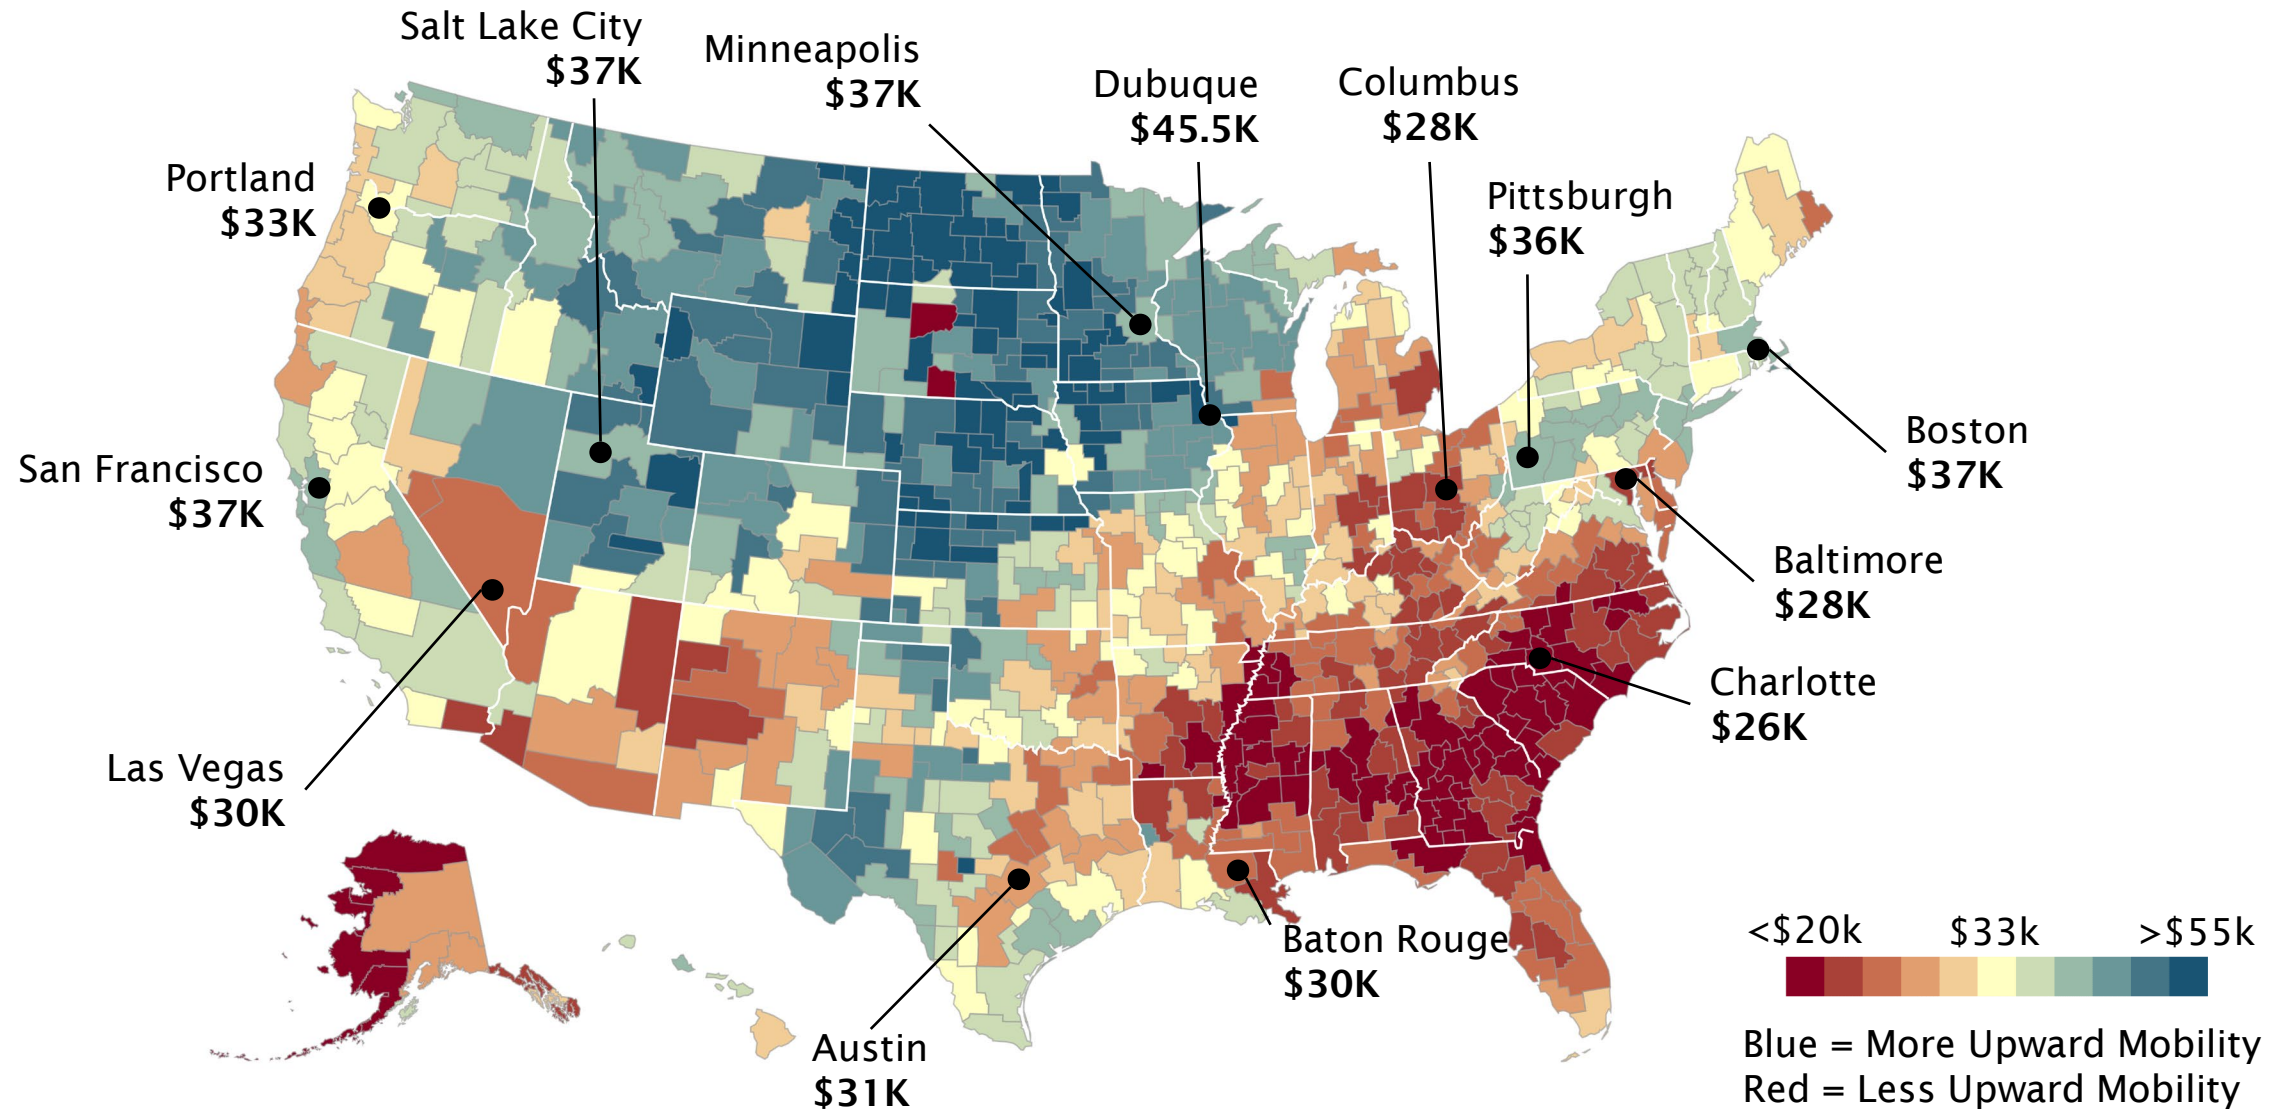 Salt Lake City
$37K
Minneapolis
$37K
Dubuque
$45.5K
Columbus
$28K
Portland
$33K
Pittsburgh
$36K
San Francisco
$37K
Boston
$37K
Baltimore
$28K
Charlotte
$26K
Las Vegas
$30K
Baton Rouge
$30K
Austin
$31K
<$20k $33k >$55k
Blue = More Upward Mobility
Red = Less Upward Mobility